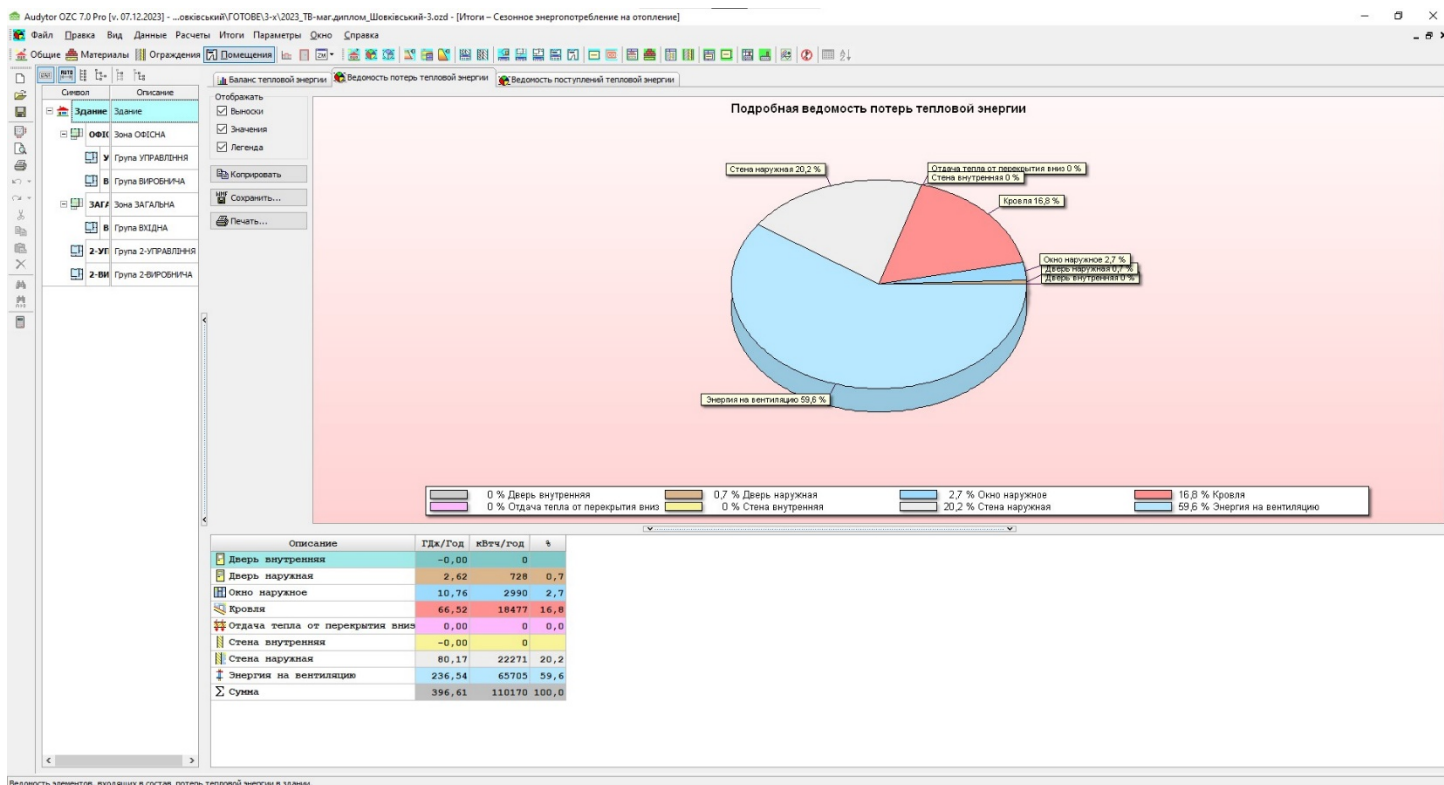 Audytor OZC 7.0 Pro [v. 07.12.2023] - ...овківський\ГОТОВЕ\3-х\2023_ТВ-маг.диплом_Шовківський-3.ozd - [Итоги – Сезонное энергопотребление на отопление]
Файл Правка Вид Данные Расчеты Итоги Параметры Окно Справка
Общие Материалы Ограждения Помещения
Символ Описание
Здание Здание
ОФІС Зона ОФІСНА
У Група УПРАВЛІННЯ
В Група ВИРОБНИЧА
ЗАГА Зона ЗАГАЛЬНА
В Група ВХІДНА
2-УП Група 2-УПРАВЛІННЯ
2-ВИ Група 2-ВИРОБНИЧА
Баланс тепловой энергии Ведомость потерь тепловой энергии Ведомость поступлений тепловой энергии
Отображать
Выноски
Значения
Легенда
Коприровать
Сохранить...
Печать...
Подробная ведомость потерь тепловой энергии
Стена наружная 20,2 %
Отдача тепла от перекрытия вниз 0 %
Стена внутренняя 0 %
Кровля 16,8 %
Окно наружное 2,7 %
Дверь наружная 0,7 %
Дверь внутренняя 0 %
Энергия на вентиляцию 59,6 %
0 % Дверь внутренняя 0,7 % Дверь наружная 2,7 % Окно наружное 16,8 % Кровля
0 % Отдача тепла от перекрытия вниз 0 % Стена внутренняя 20,2 % Стена наружная 59,6 % Энергия на вентиляцию
Описание ГДж/Год кВтч/год %
Дверь внутренняя -0,00 0
Дверь наружная 2,62 728 0,7
Окно наружное 10,76 2990 2,7
Кровля 66,52 18477 16,8
Отдача тепла от перекрытия вниз 0,00 0 0,0
Стена внутренняя -0,00 0
Стена наружная 80,17 22271 20,2
Энергия на вентиляцию 236,54 65705 59,6
Σ Сумма 396,61 110170 100,0
Ведомость элементов, входящих в состав потерь тепловой энергии в здании